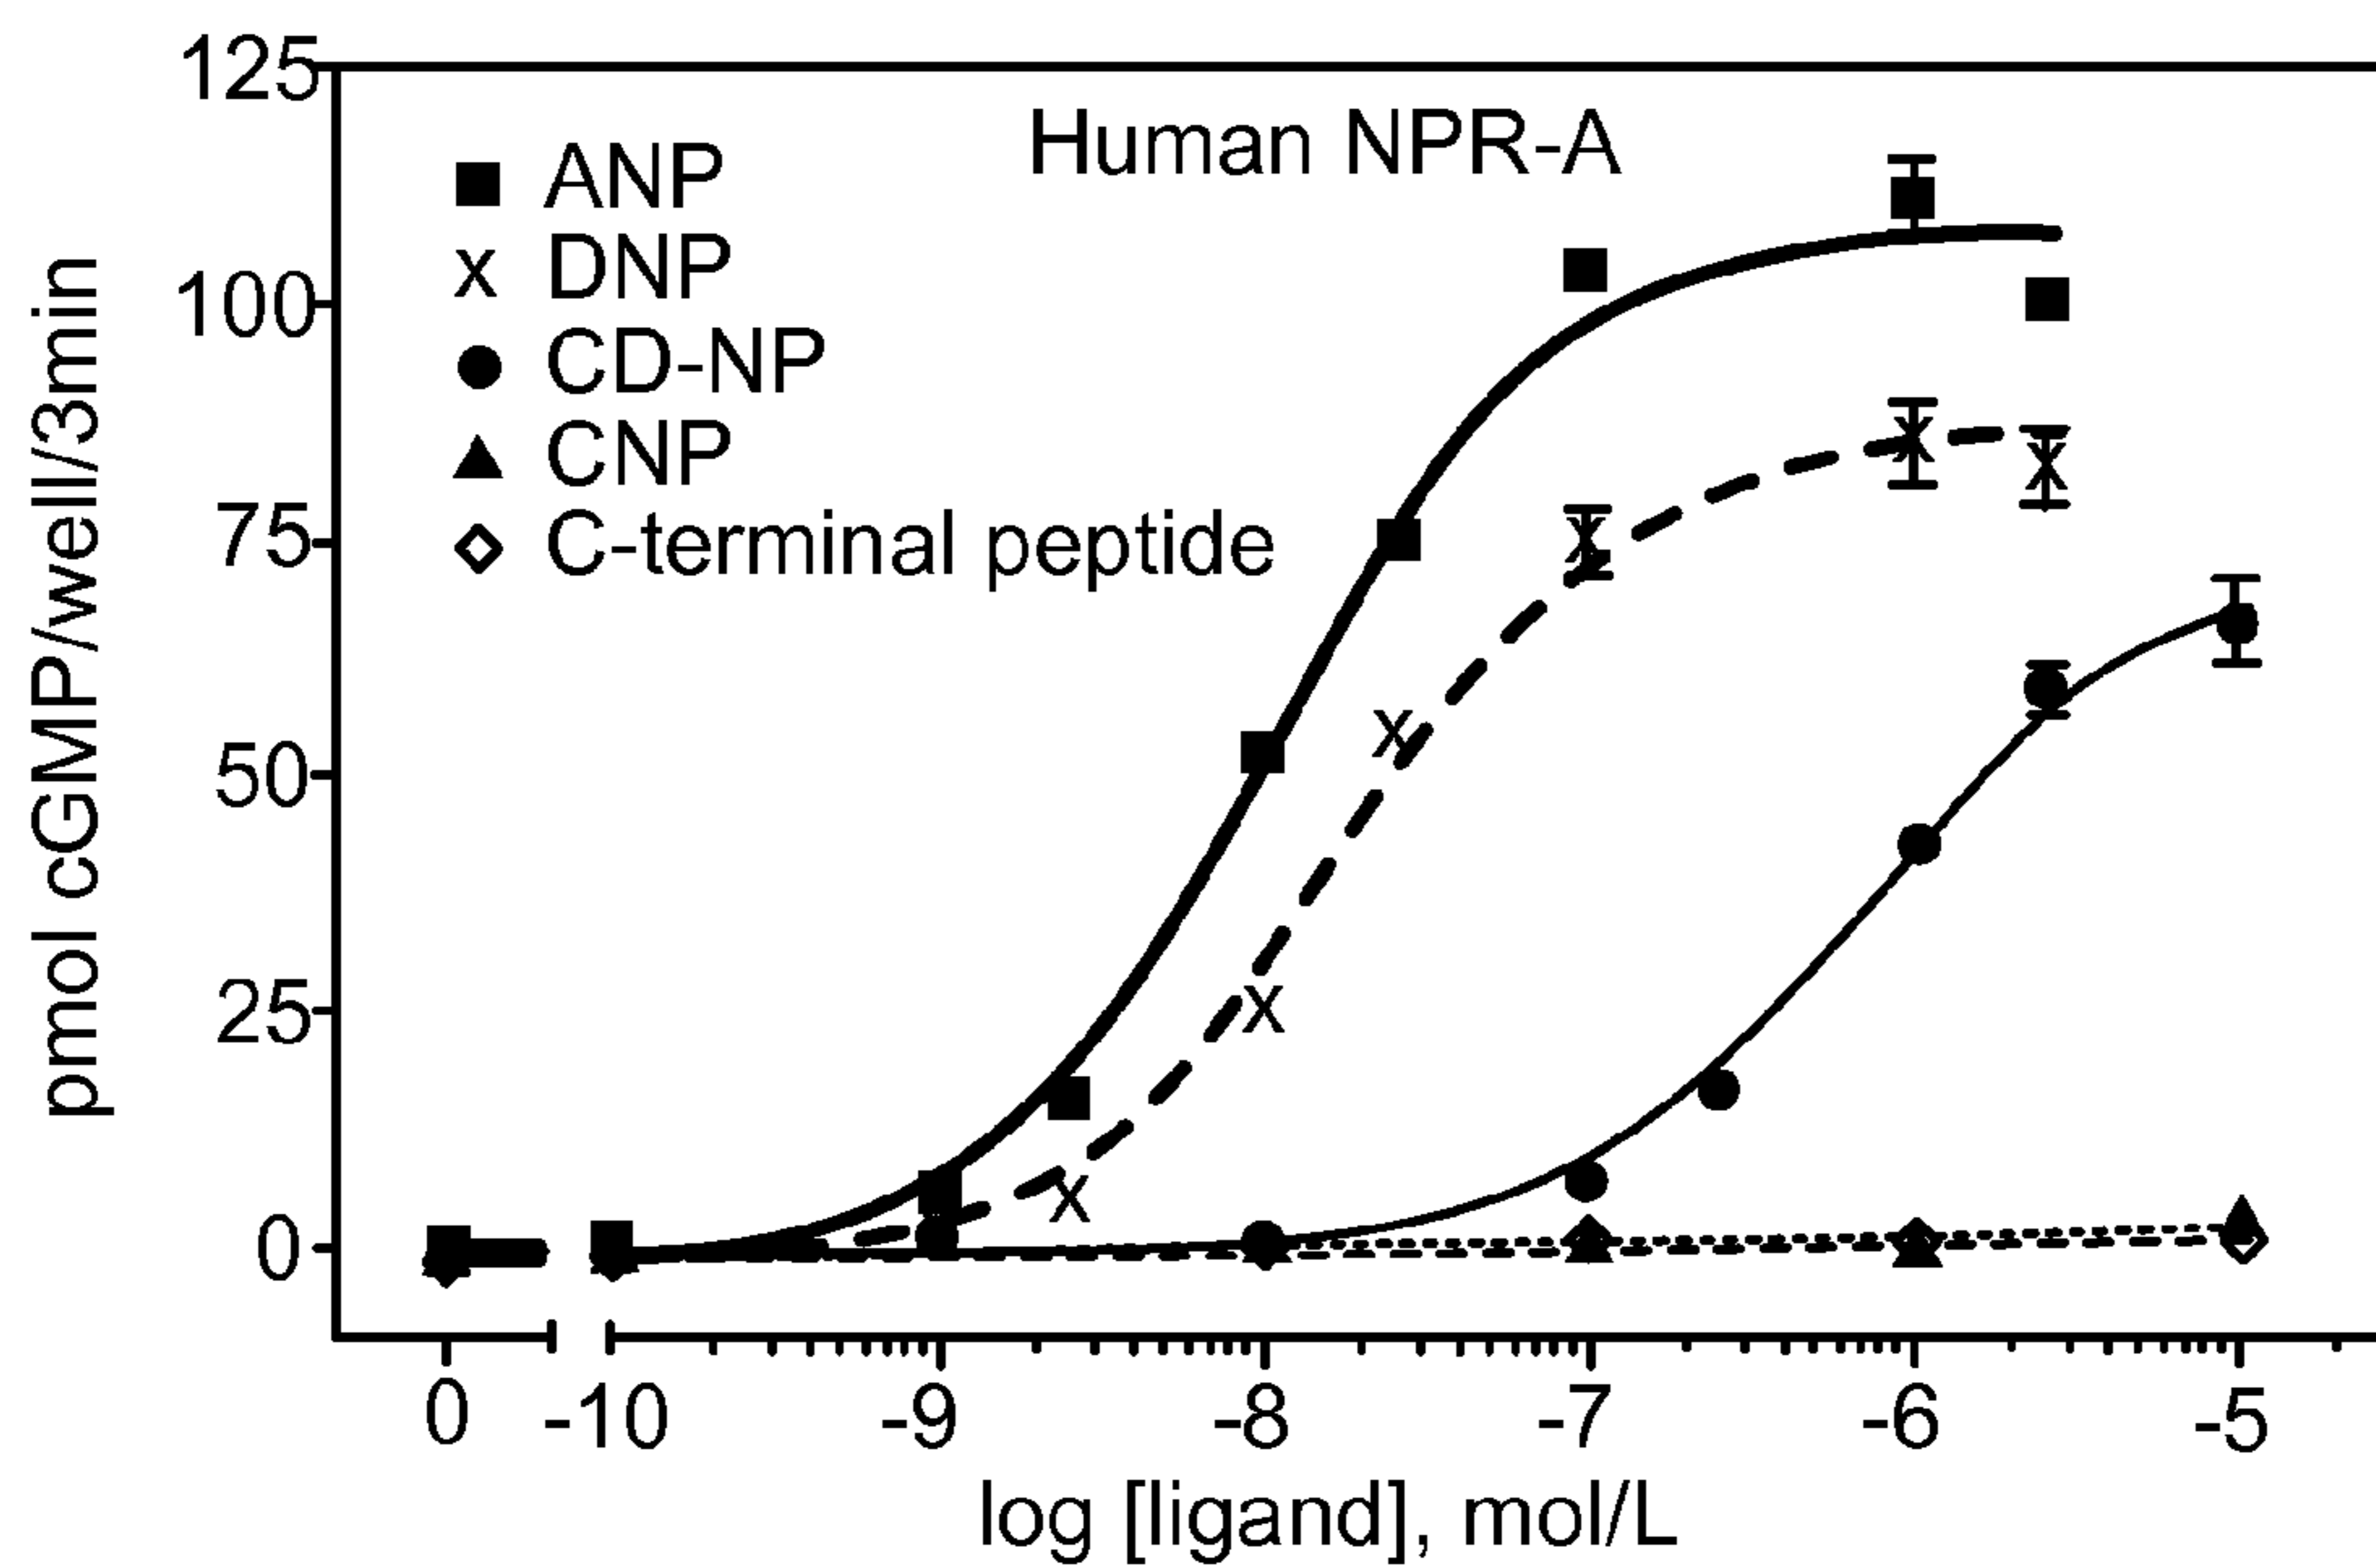 125
100
75
50
25
0
pmol cGMP/well/3min
Human NPR-A
ANP
x DNP
CD-NP
CNP
C-terminal peptide
0 -10 -9 -8 -7 -6 -5
log [ligand], mol/L